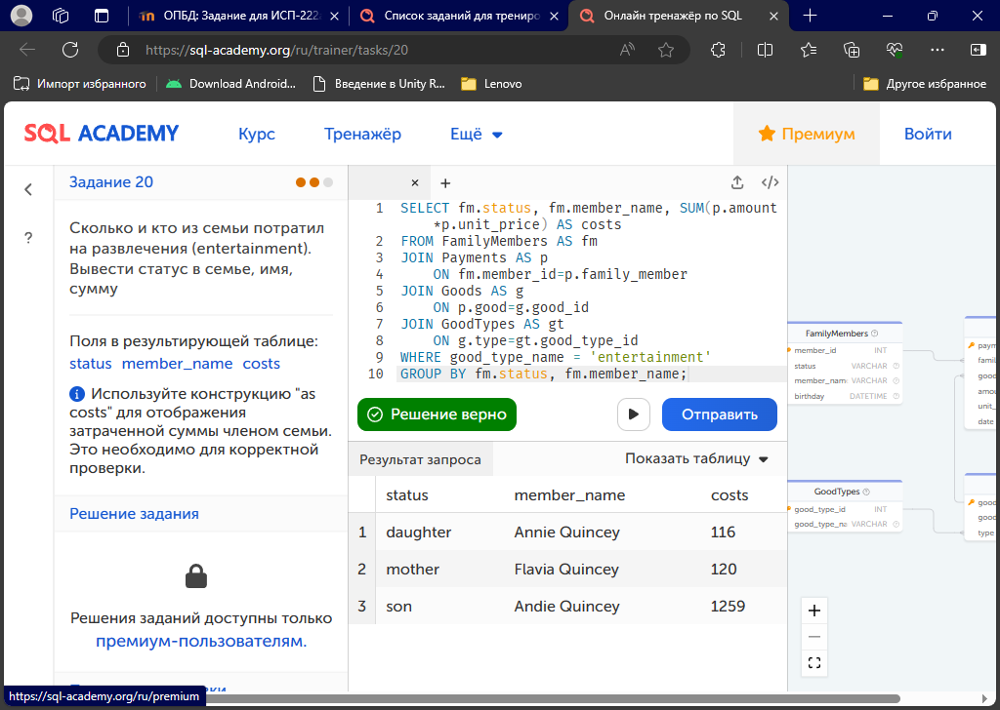 ОПБД: Задание для ИСП-222
Список заданий для трениро
Онлайн тренажёр по SQL
https://sql-academy.org/ru/trainer/tasks/20
Импорт избранного
Download Android...
Введение в Unity R...
Lenovo
Другое избранное
SQL ACADEMY
Курс
Тренажёр
Ещё
Премиум
Войти
Задание 20
Сколько и кто из семьи потратил
на развлечения (entertainment).
Вывести статус в семье, имя,
сумму
Поля в результирующей таблице:
status member_name costs
Используйте конструкцию "as
costs" для отображения
затраченной суммы членом семьи.
Это необходимо для корректной
проверки.
Решение задания
Решения заданий доступны только
премиум-пользователям.
https://sql-academy.org/ru/premium
1 SELECT fm.status, fm.member_name, SUM(p.amount
*p.unit_price) AS costs
2 FROM FamilyMembers AS fm
3 JOIN Payments AS p
4 ON fm.member_id=p.family_member
5 JOIN Goods AS g
6 ON p.good=g.good_id
7 JOIN GoodTypes AS gt
8 ON g.type=gt.good_type_id
9 WHERE good_type_name = 'entertainment'
10 GROUP BY fm.status, fm.member_name;
Решение верно
Отправить
Результат запроса
Показать таблицу
status member_name costs
1 daughter Annie Quincey 116
2 mother Flavia Quincey 120
3 son Andie Quincey 1259
FamilyMembers
member_id INT
status VARCHAR
member_nam VARCHAR
birthday DATETIME
GoodTypes
good_type_id INT
good_type_na VARCHAR
paym
famil
good
amou
unit_
date
good
good
type